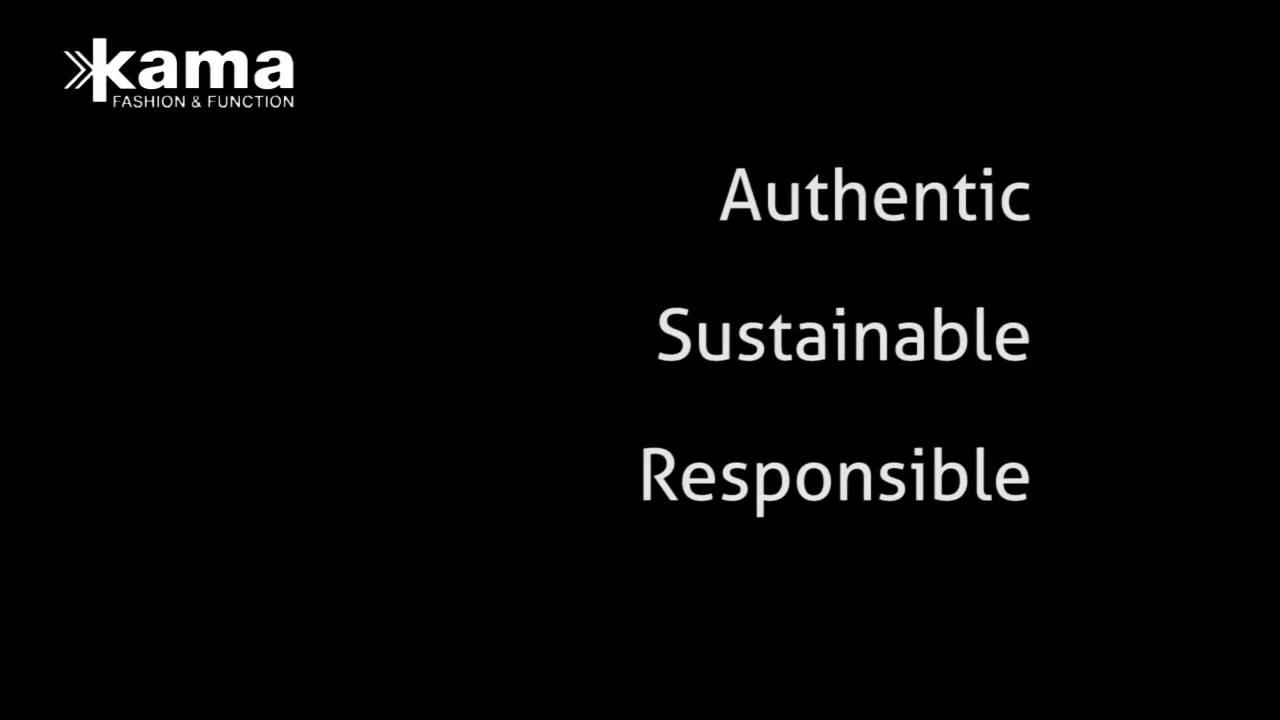 kama
FASHION & FUNCTION
Authentic
Sustainable
Responsible